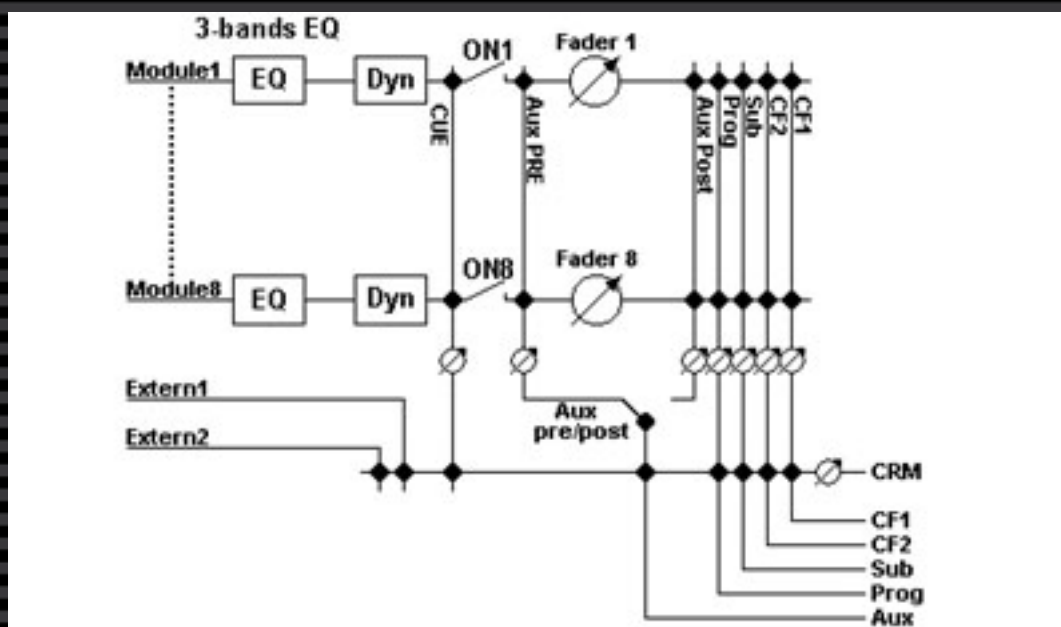 3-bands EQ
Module1
EQ
Dyn
ON1
Fader 1
CUE
Aux PRE
Aux Post
Prog
Sub
CF2
CF1
Module8
EQ
Dyn
ON8
Fader 8
Extern1
Extern2
Aux
pre/post
CRM
CF1
CF2
Sub
Prog
Aux